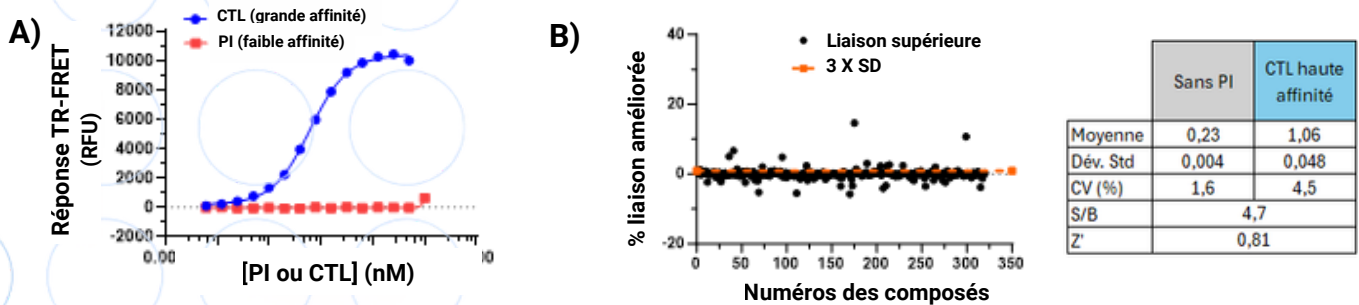 A)
CTL (grande affinité)
PI (faible affinité)
Réponse TR-FRET
(RFU)
12000
10000
8000
6000
4000
2000
0
-2000
0.00
00
[PI ou CTL] (nM)
B)
% liaison améliorée
Liaison supérieure
3 X SD
40
20
0
-20
0 50 100 150 200 250 300 350
Numéros des composés
Sans PI CTL haute
affinité
Moyenne 0,23 1,06
Dév. Std 0,004 0,048
CV (%) 1,6 4,5
S/B 4,7
Z' 0,81